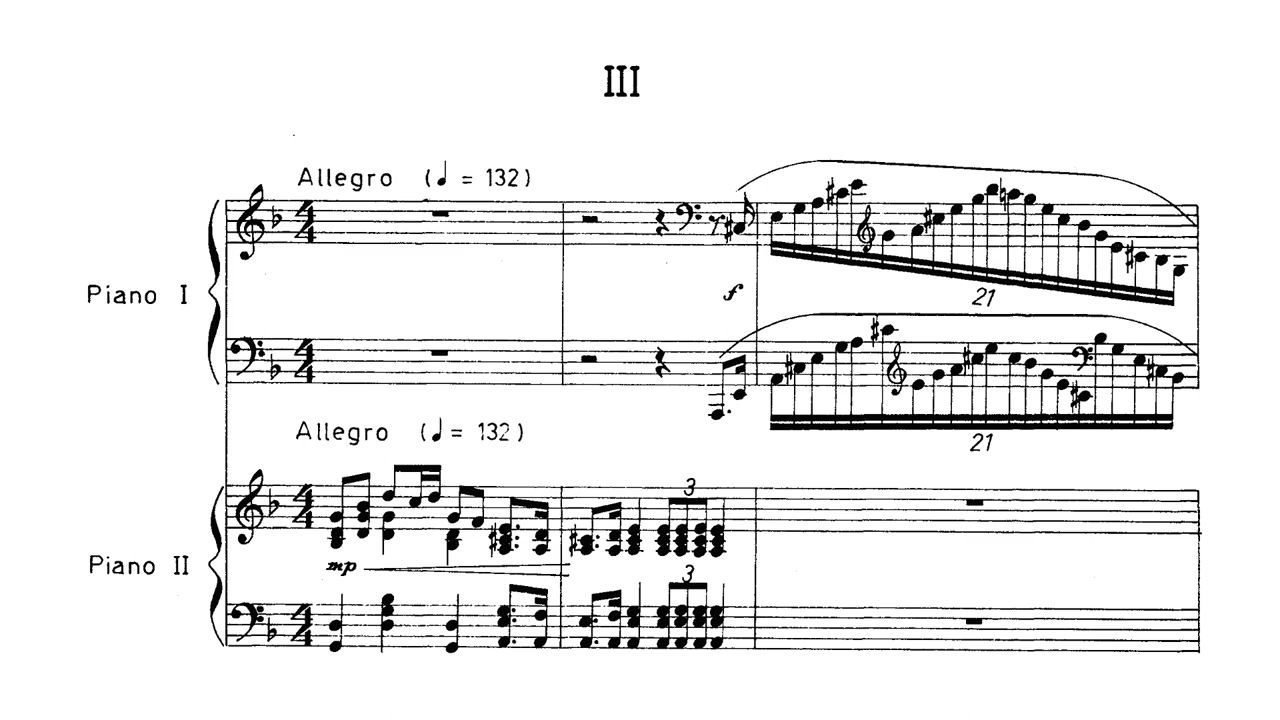 III
Allegro (♩ = 132)
Piano I
f
21
21
Allegro (♩ = 132)
3
Piano II
mp
3